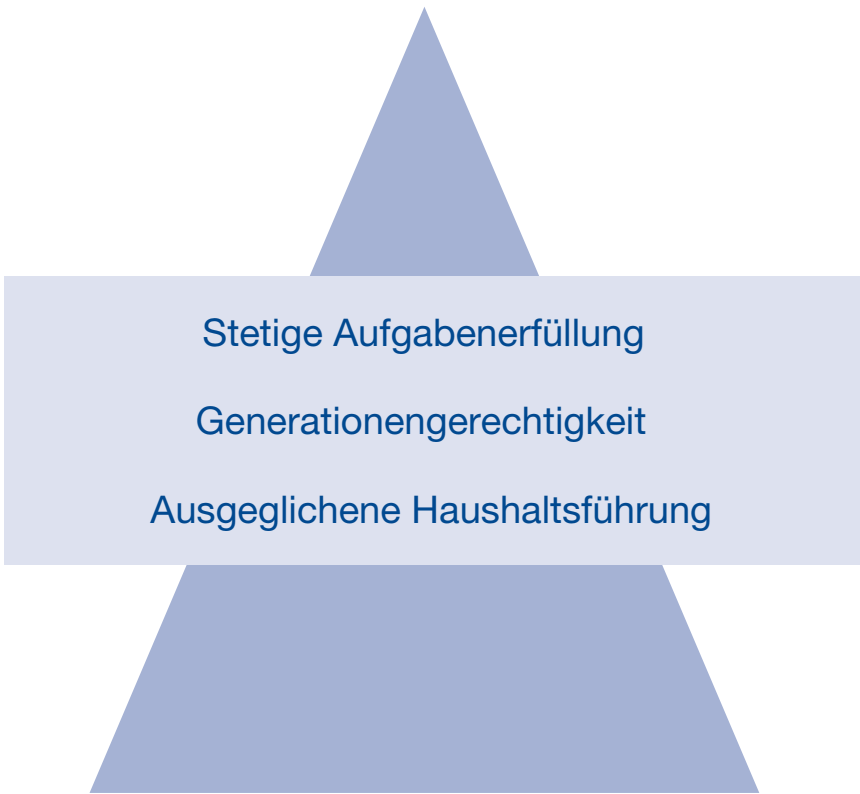 Stetige Aufgabenerfüllung
Generationengerechtigkeit
Ausgeglichene Haushaltsführung